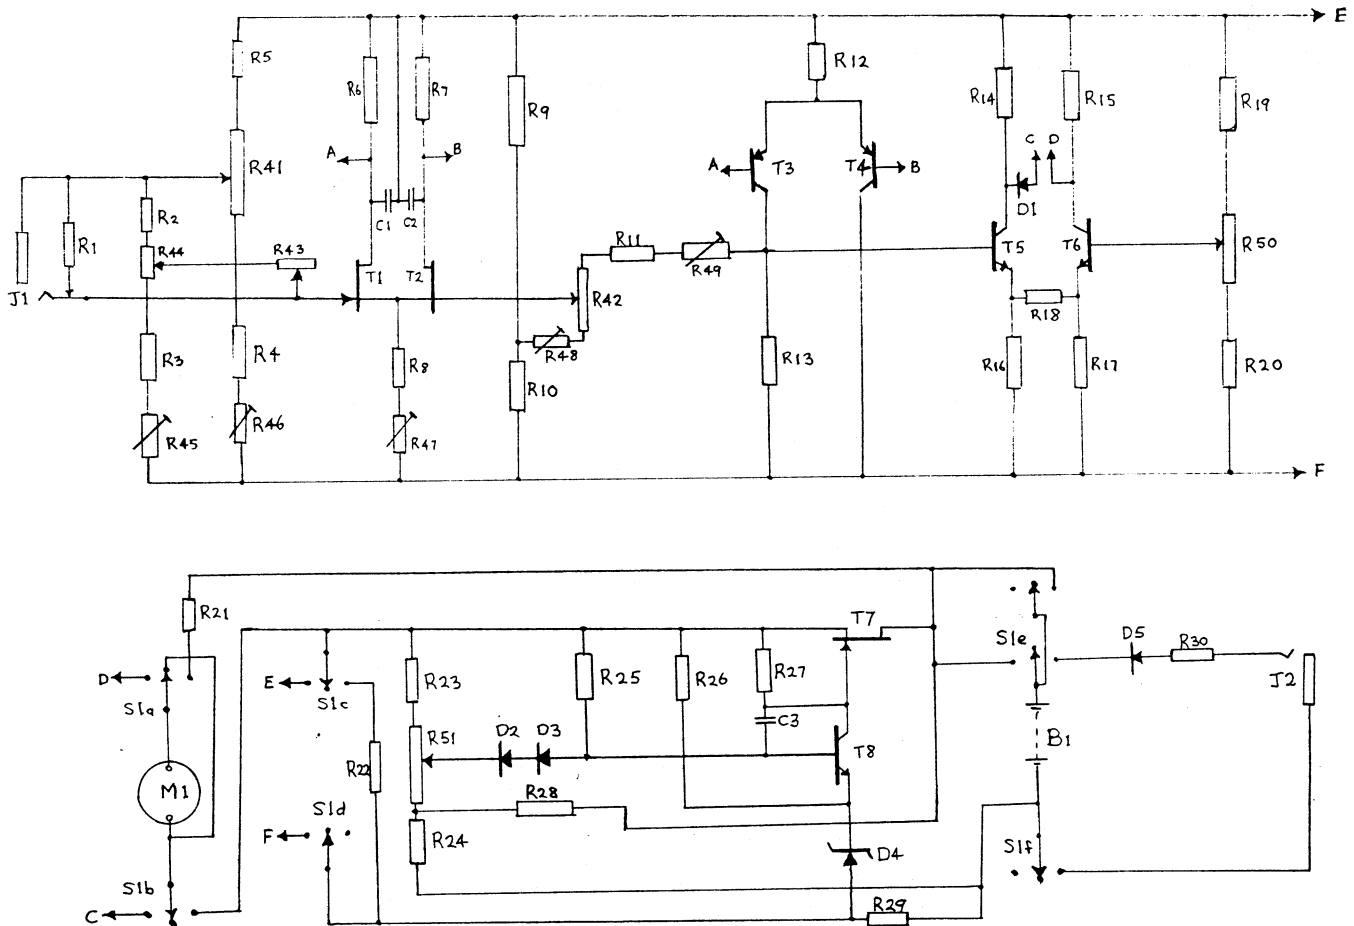 E
R5
R6
R7
R9
R12
R14
R15
R19
A
B
R41
C
D
A
T3
T4
B
D1
R2
C1
C2
R1
R44
R43
R11
R49
T5
T6
R50
J1
T1
T2
R42
R18
R3
R4
R8
R48
R10
R13
R16
R17
R20
R45
R46
R47
F
R21
T7
S1e
D5
R30
D
S1a
E
S1c
R23
R25
R26
R27
J2
R51
D2
D3
C3
T8
B1
M1
R22
R28
S1d
F
R24
D4
S1f
S1b
C
R29